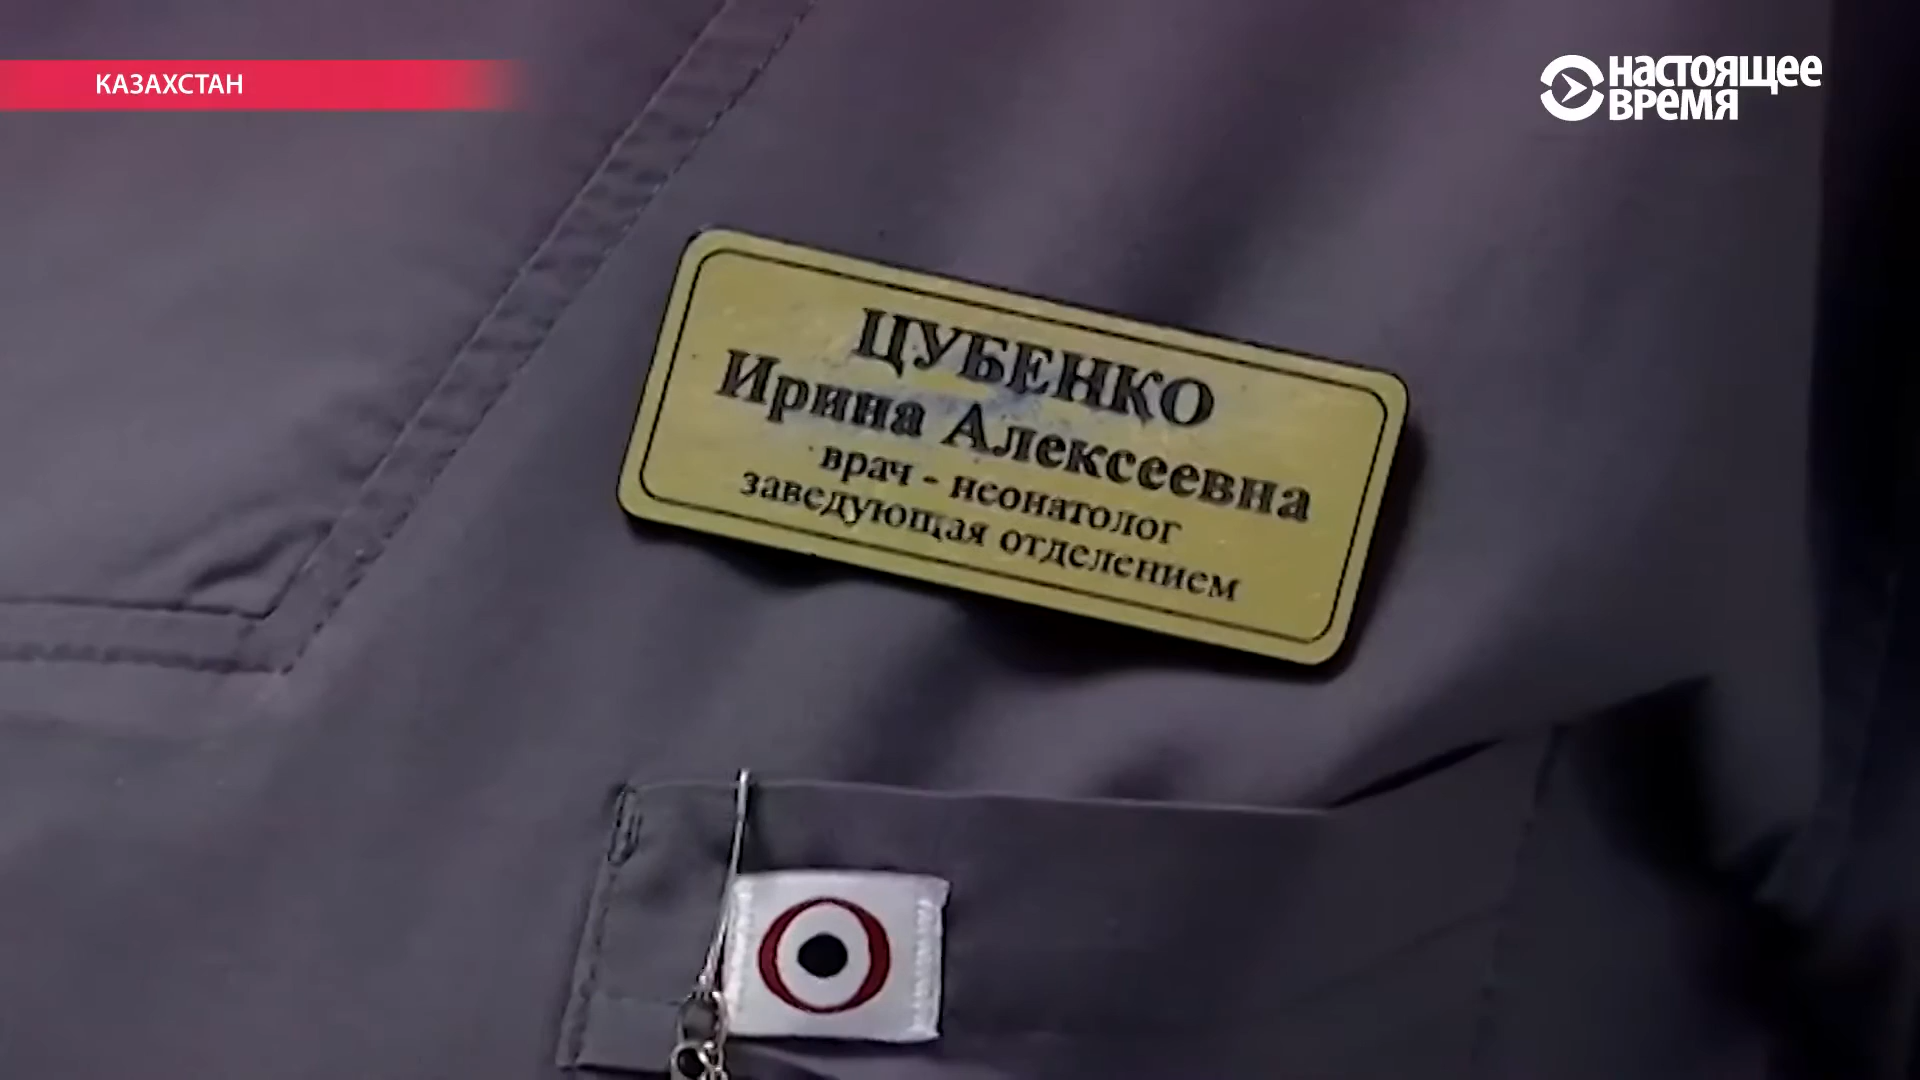 КАЗАХСТАН
НАСТОЯЩЕЕ
ВРЕМЯ
ЦУБЕНКО
Ирина Алексеевна
врач - неонатолог
заведующая отделением